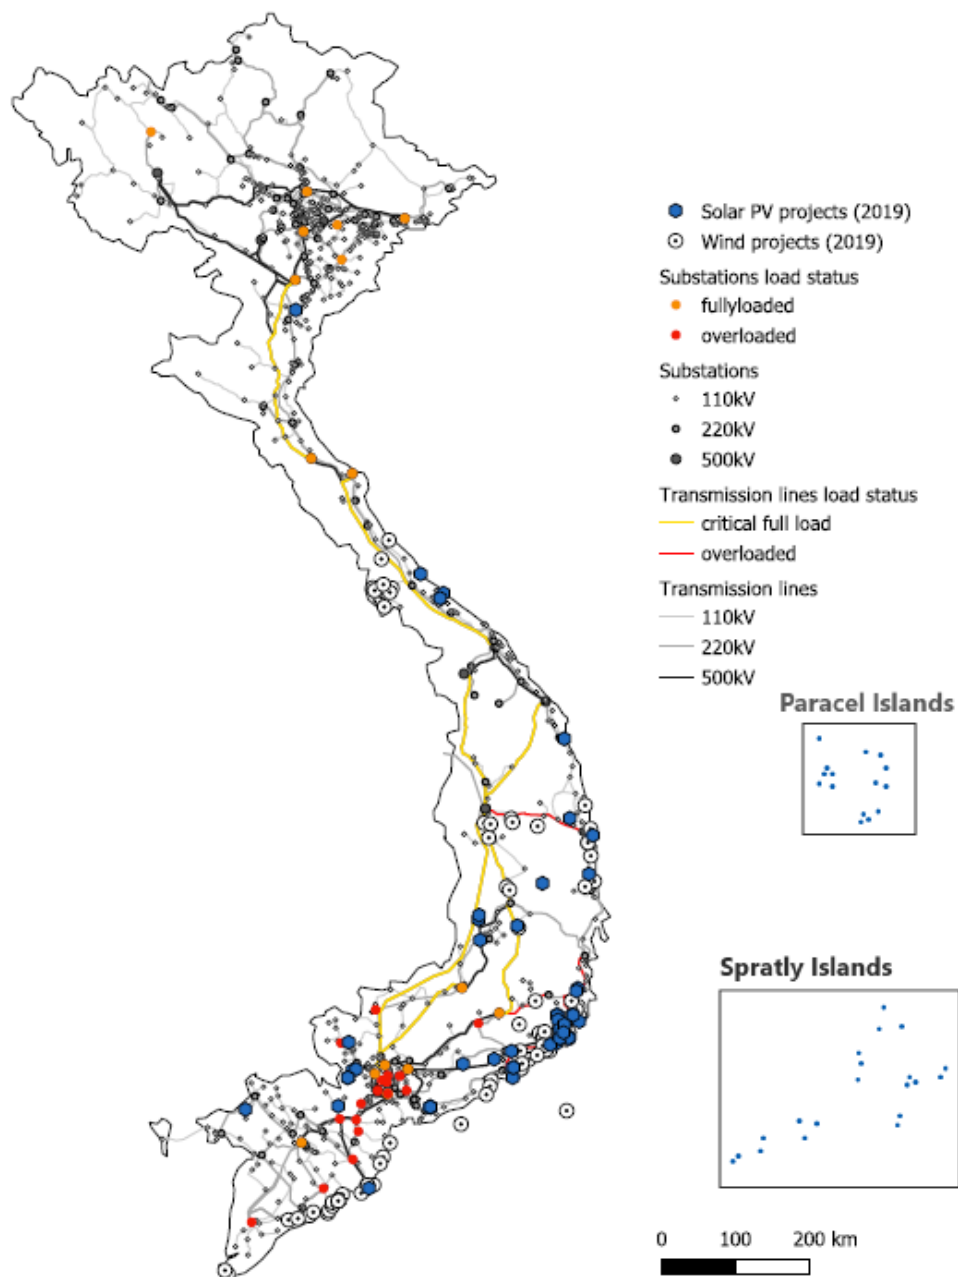 Solar PV projects (2019)
Wind projects (2019)
Substations load status
fullyloaded
overloaded
Substations
110kV
220kV
500kV
Transmission lines load status
critical full load
overloaded
Transmission lines
110kV
220kV
500kV
Paracel Islands
Spratly Islands
0 100 200 km